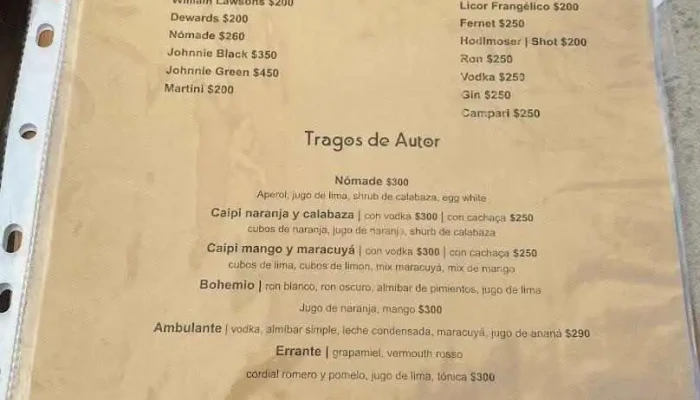 William Lawsons $200
Dewards $200
Nómade $260
Johnnie Black $350
Johnnie Green $450
Martini $200
Licor Frangélico $200
Fernet $250
Hodlmoser | Shot $200
Ron $250
Vodka $250
Gin $250
Campari $250
Tragos de Autor
Nómade $300
Aperol, jugo de lima, shrub de calabaza, egg white
Caipi naranja y calabaza | con vodka $300 | con cachaça $250
cubos de naranja, jugo de naranja, shurb de calabaza
Caipi mango y maracuyá | con vodka $300 | con cachaça $250
cubos de lima, cubos de limon, mix maracuyá, mix de mango
Bohemio | ron blanco, ron oscuro, almibar de pimientos, jugo de lima
Jugo de naranja, mango $300
Ambulante | vodka, almíbar simple, leche condensada, maracuyá, jugo de ananá $290
Errante | grapamiel, vermouth rosso
cordial romero y pomelo, jugo de lima, tónica $300